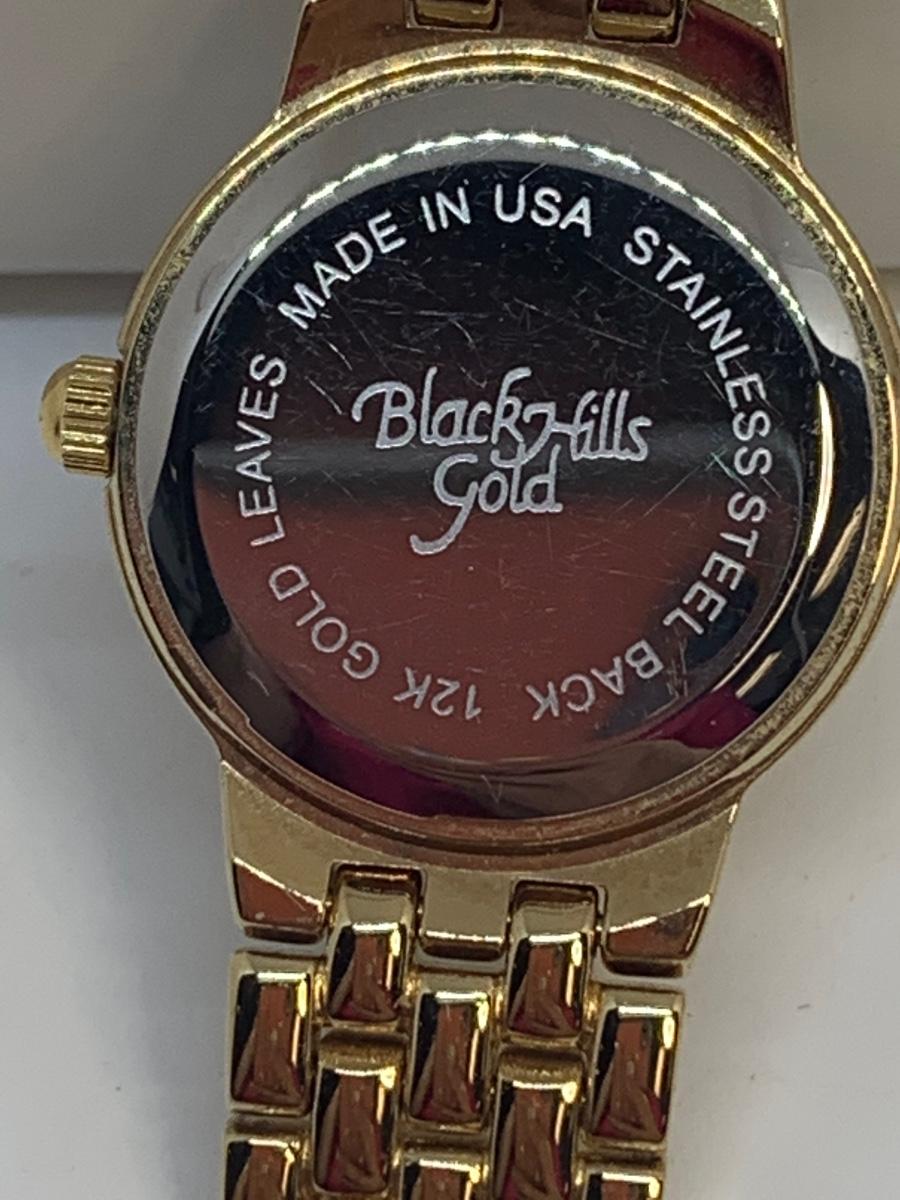 Black Hills
Gold
12K GOLD LEAVES MADE IN USA STAINLESS STEEL BACK